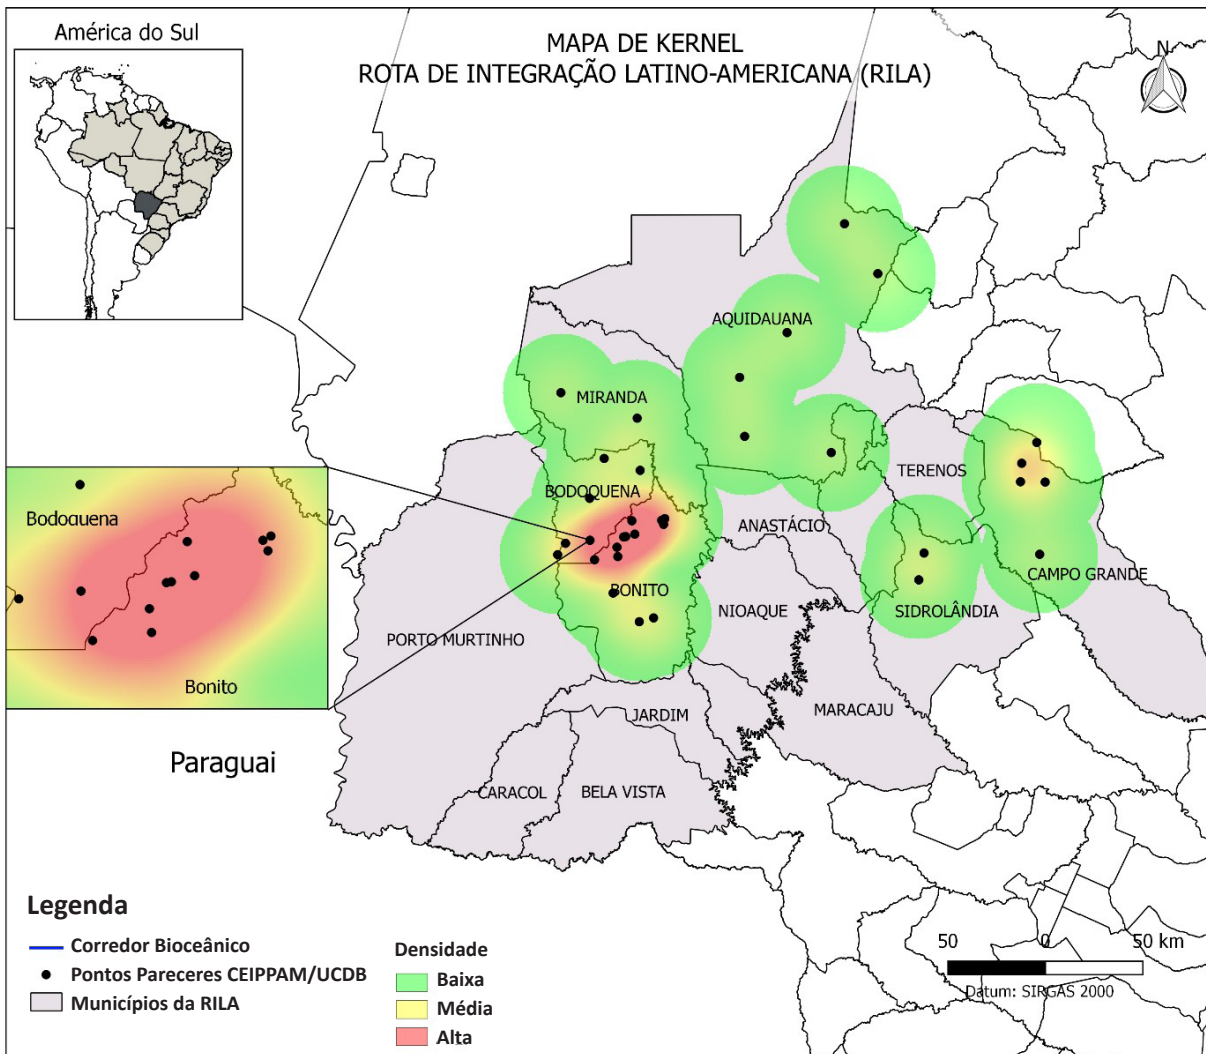 América do Sul
MAPA DE KERNEL
ROTA DE INTEGRAÇÃO LATINO-AMERICANA (RILA)
N
AQUIDAUANA
MIRANDA
TERENOS
BODOQUENA
ANASTÁCIO
Bodoquena
CAMPO GRANDE
BONITO
NIOAQUE
SIDROLÂNDIA
PORTO MURTINHO
Bonito
JARDIM
MARACAJU
Paraguai
CARACOL
BELA VISTA
Legenda
Corredor Bioceânico
Pontos Pareceres CEIPPAM/UCDB
Municípios da RILA
Densidade
Baixa
Média
Alta
50 0 50 km
Datum: SIRGAS 2000